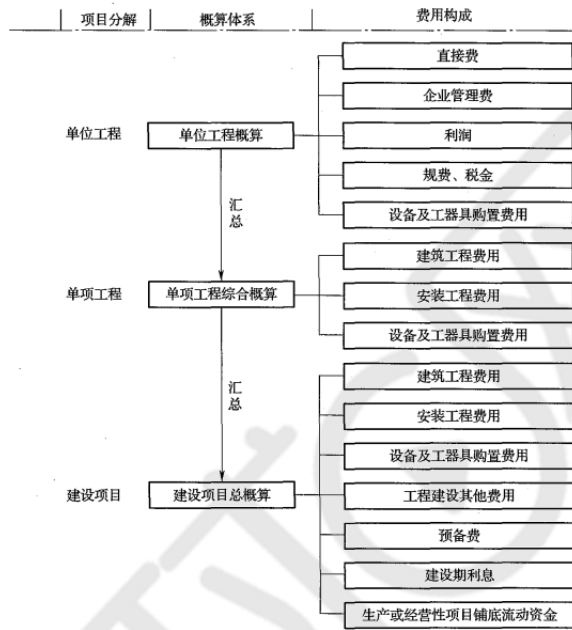 项目分解 概算体系 费用构成
直接费
企业管理费
单位工程 单位工程概算 利润
规费、税金
设备及工器具购置费用
汇
总
建筑工程费用
单项工程 单项工程综合概算 安装工程费用
设备及工器具购置费用
建筑工程费用
汇
总
安装工程费用
设备及工器具购置费用
建设项目 建设项目总概算 工程建设其他费用
预备费
建设期利息
生产或经营性项目铺底流动资金